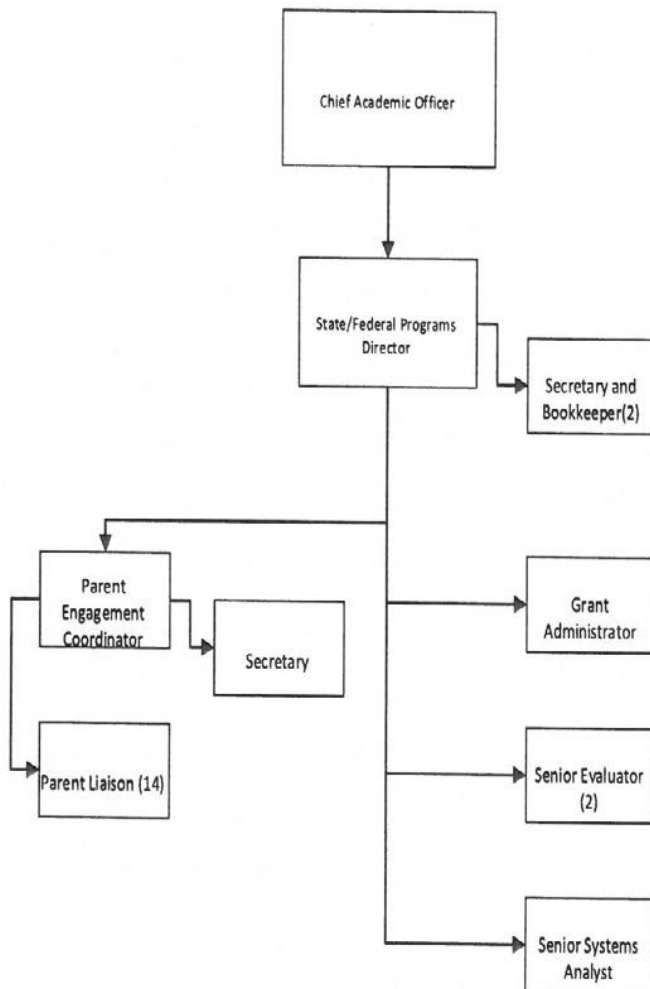 Chief Academic Officer
State/Federal Programs
Director
Secretary and
Bookkeeper(2)
Parent
Engagement
Coordinator
Secretary
Grant
Administrator
Parent Liaison (14)
Senior Evaluator
(2)
Senior Systems
Analyst